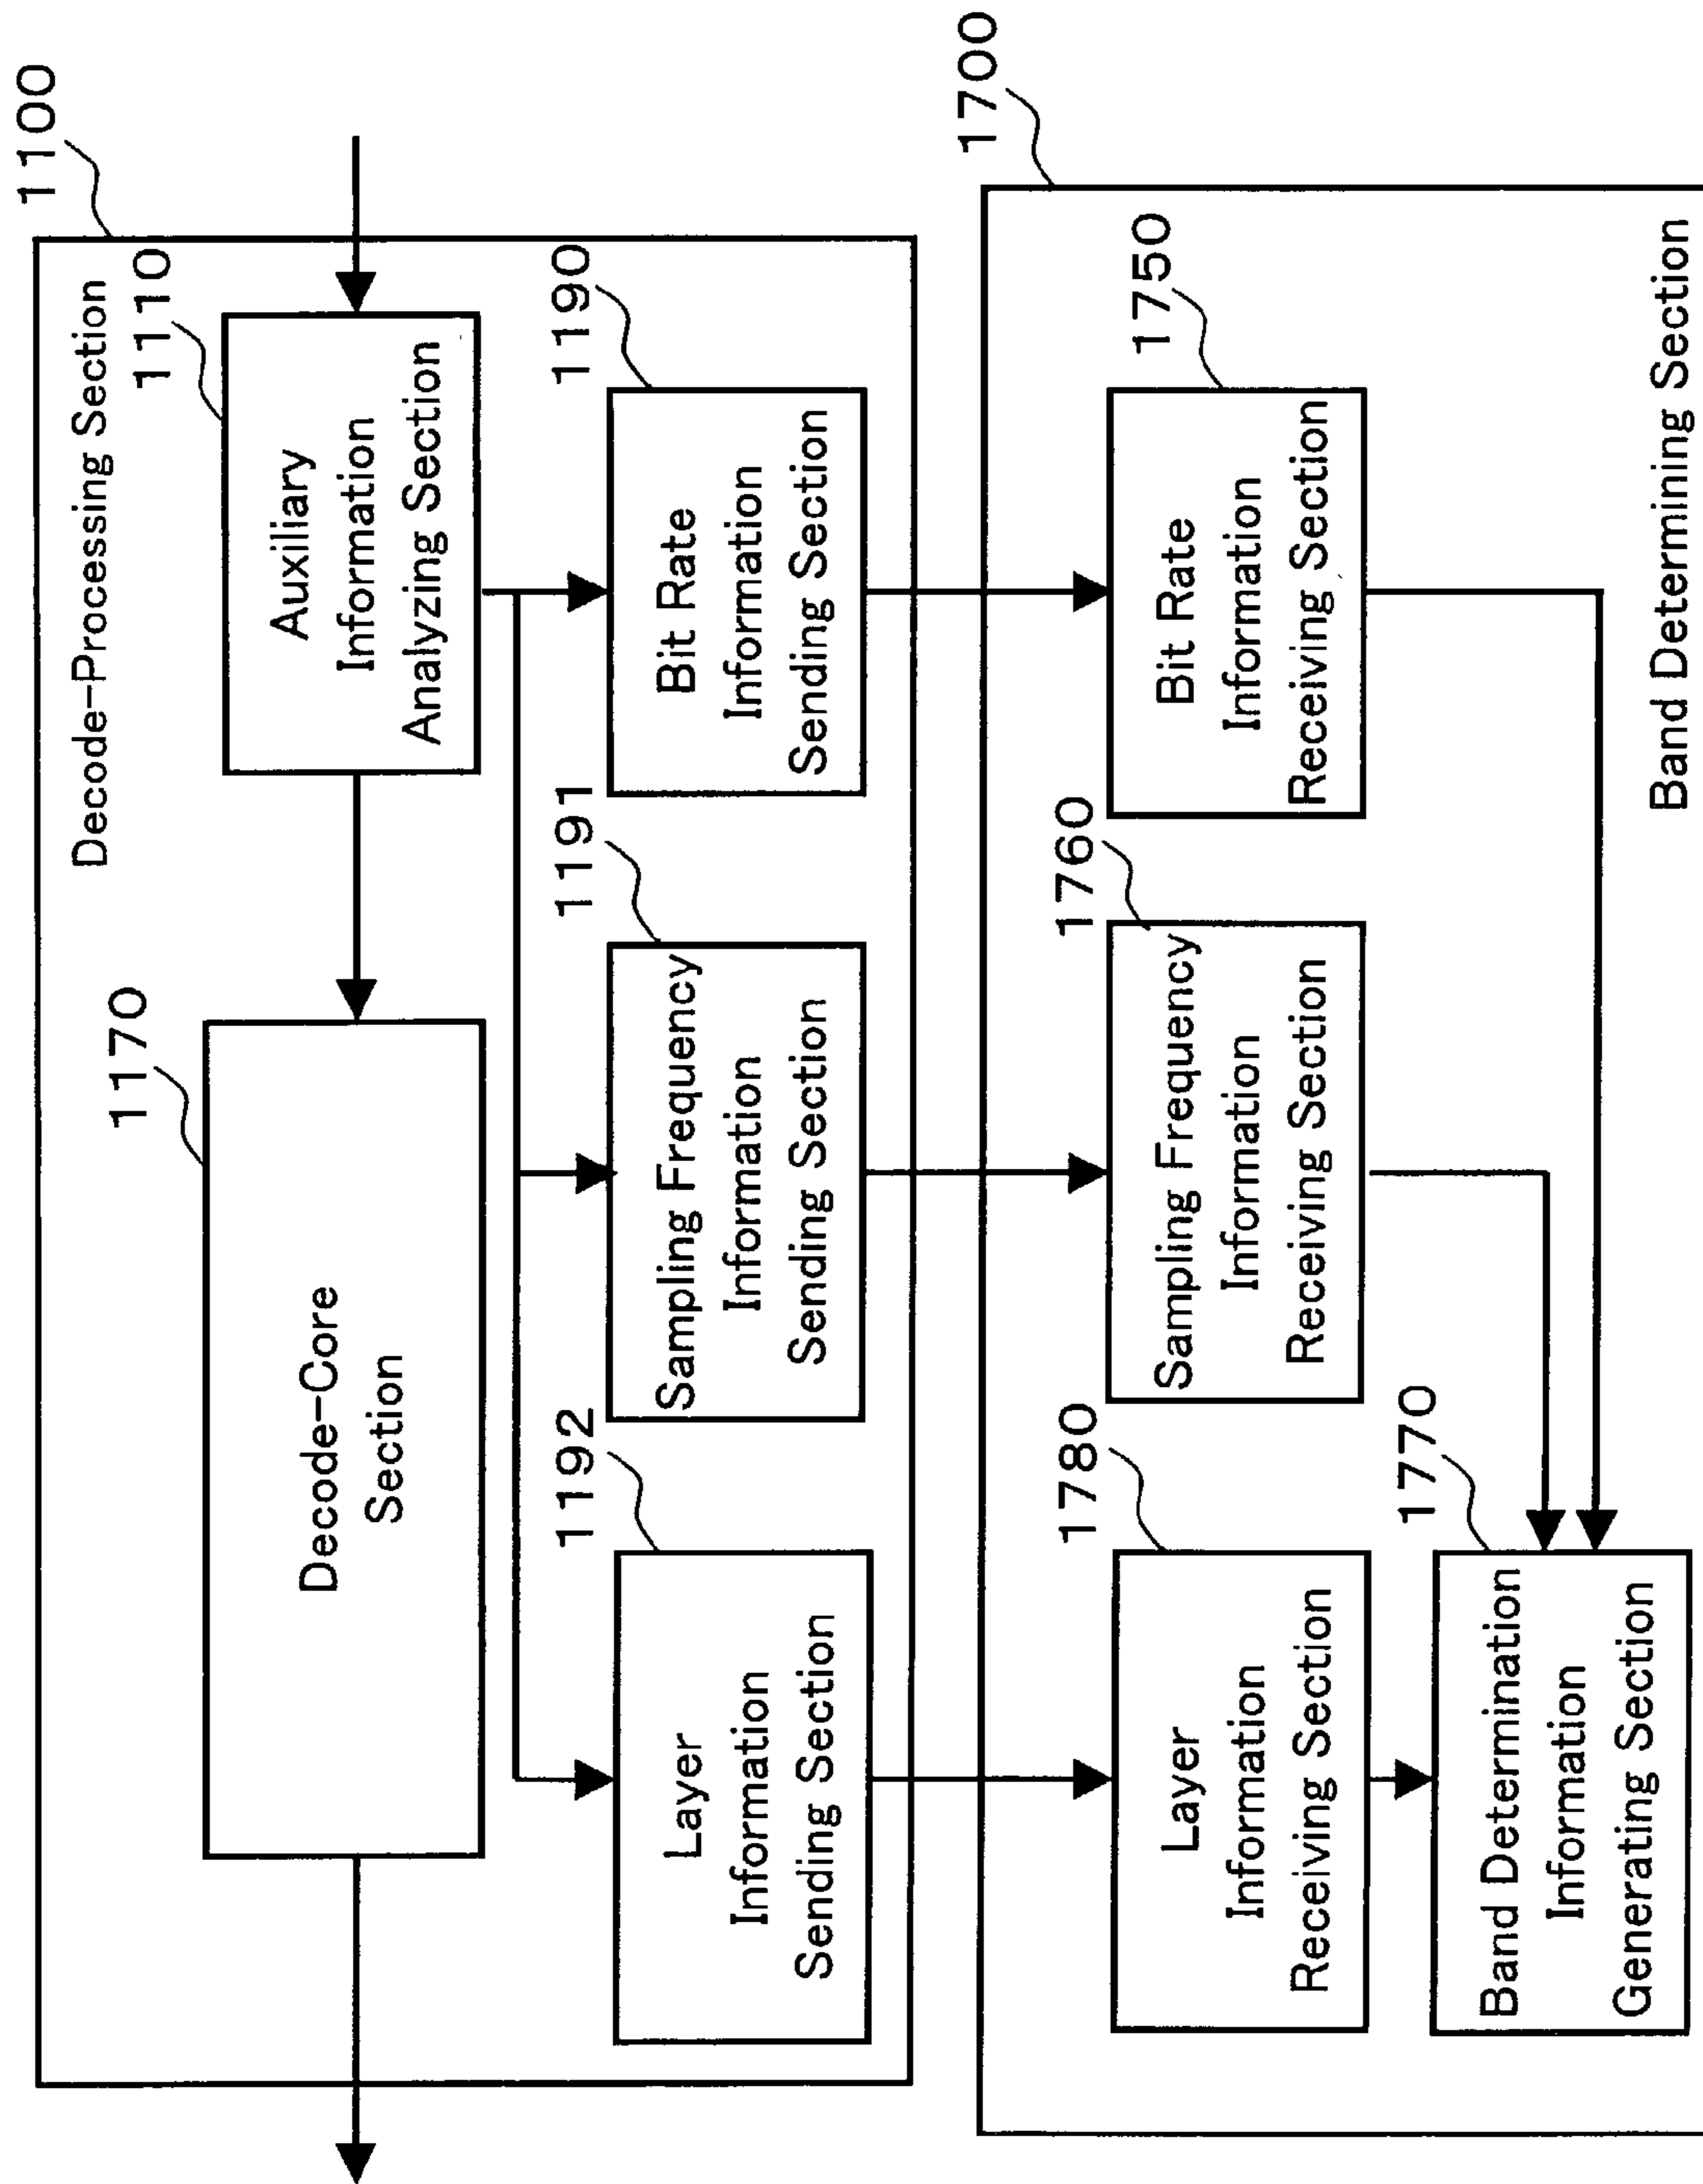 1100
Decode-Processing Section
1110
Auxiliary
Information
Analyzing Section
1170
Decode-Core
Section
1190
Bit Rate
Information
Sending Section
1191
Sampling Frequency
Information
Sending Section
1192
Layer
Information
Sending Section
1700
1750
Bit Rate
Information
Receiving Section
1760
Sampling Frequency
Information
Receiving Section
1780
Layer
Information
Receiving Section
1770
Band Determination
Information
Generating Section
Band Determining Section